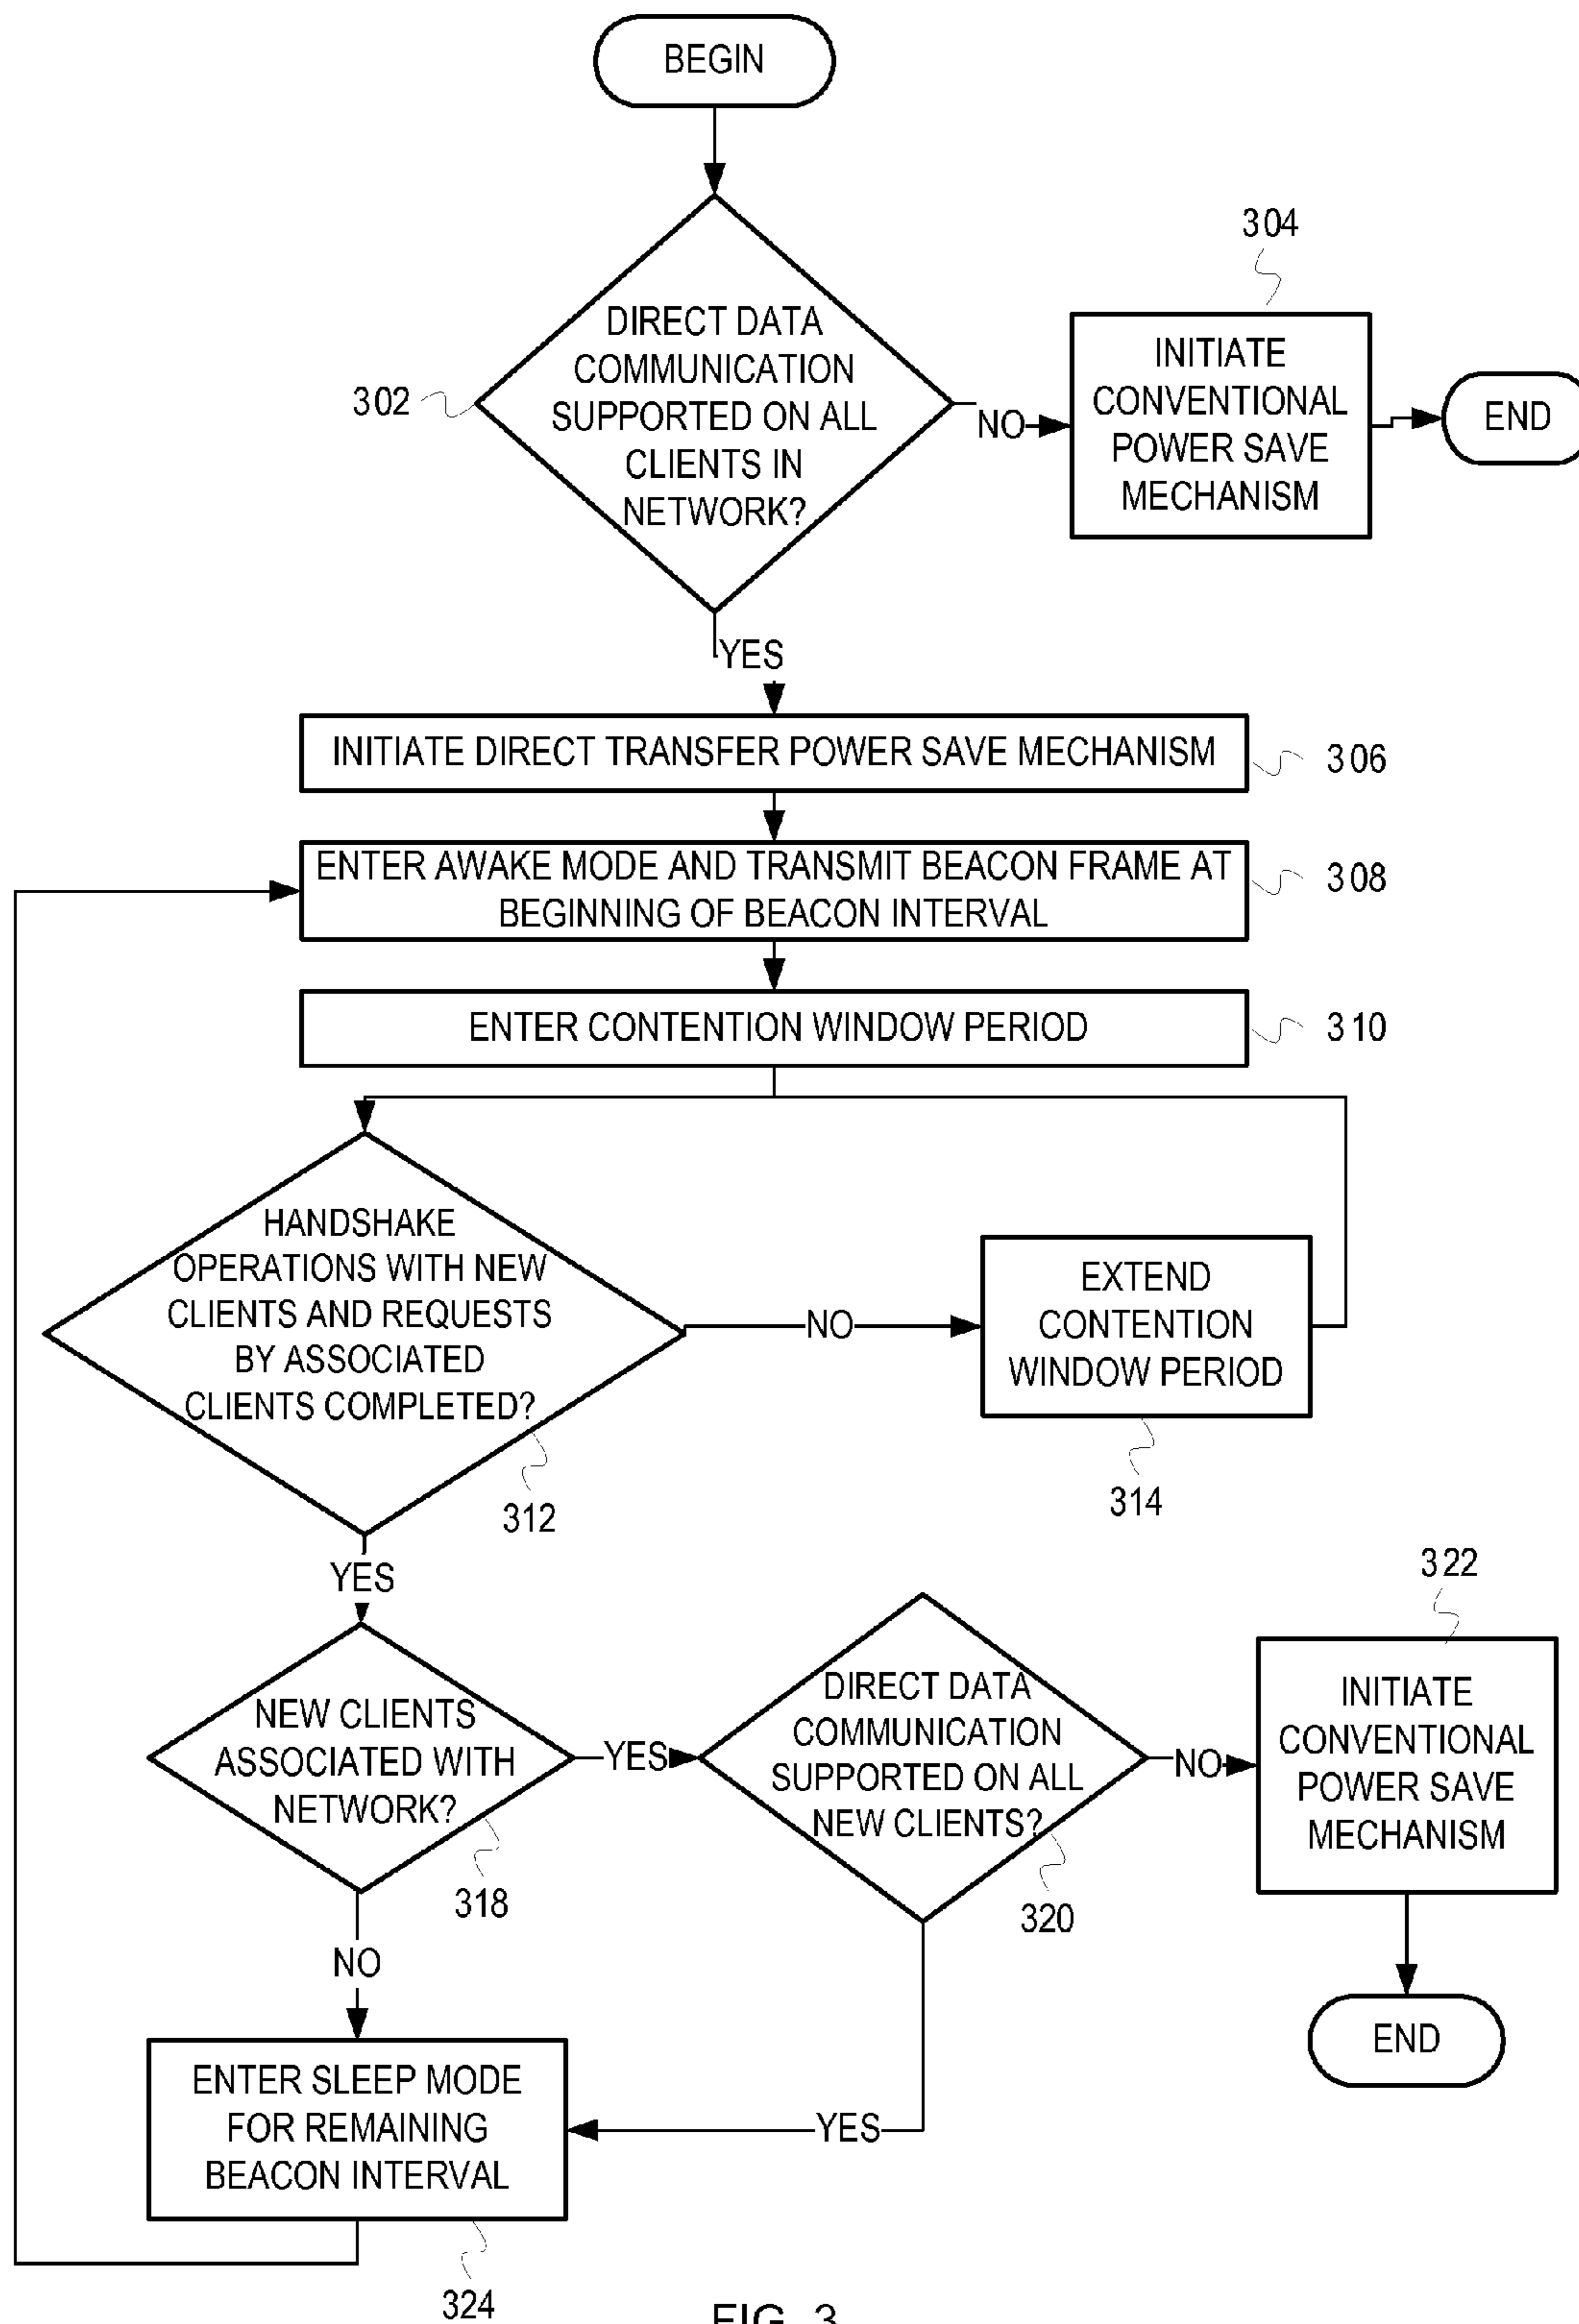 BEGIN
304
DIRECT DATA
COMMUNICATION
SUPPORTED ON ALL
CLIENTS IN
NETWORK?
302
NO
INITIATE
CONVENTIONAL
POWER SAVE
MECHANISM
END
YES
INITIATE DIRECT TRANSFER POWER SAVE MECHANISM
306
ENTER AWAKE MODE AND TRANSMIT BEACON FRAME AT
BEGINNING OF BEACON INTERVAL
308
ENTER CONTENTION WINDOW PERIOD
310
HANDSHAKE
OPERATIONS WITH NEW
CLIENTS AND REQUESTS
BY ASSOCIATED
CLIENTS COMPLETED?
312
NO
EXTEND
CONTENTION
WINDOW PERIOD
314
YES
NEW CLIENTS
ASSOCIATED WITH
NETWORK?
318
YES
DIRECT DATA
COMMUNICATION
SUPPORTED ON ALL
NEW CLIENTS?
320
NO
322
INITIATE
CONVENTIONAL
POWER SAVE
MECHANISM
END
NO
YES
ENTER SLEEP MODE
FOR REMAINING
BEACON INTERVAL
324
FIG. 3